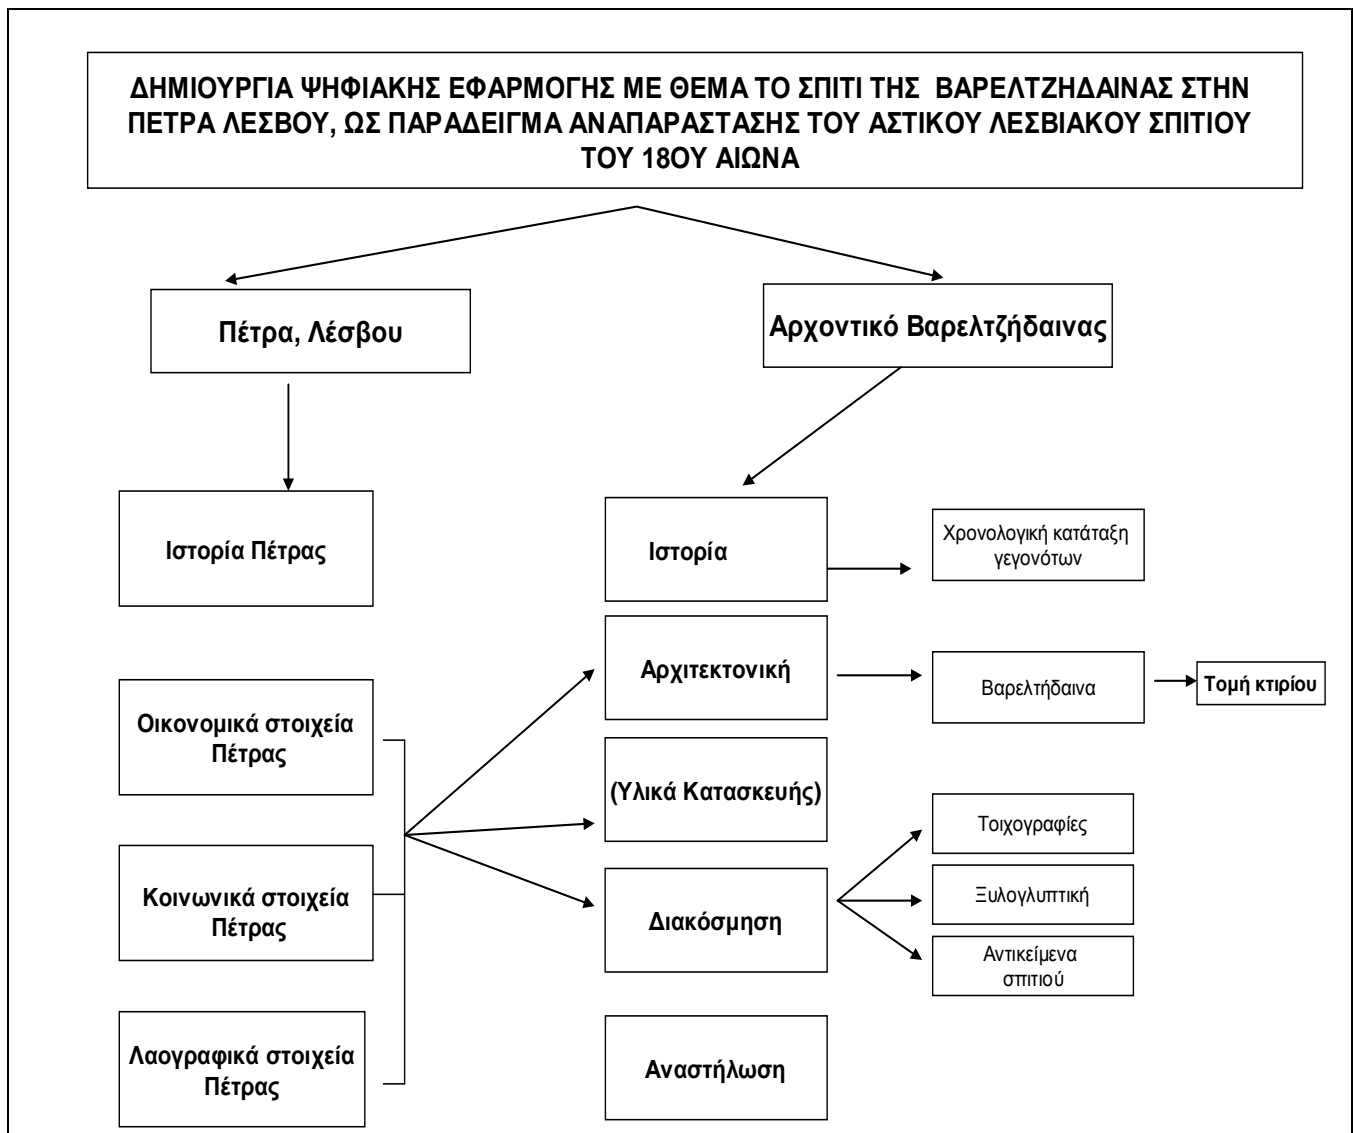 ΔΗΜΙΟΥΡΓΙΑ ΨΗΦΙΑΚΗΣ ΕΦΑΡΜΟΓΗΣ ΜΕ ΘΕΜΑ ΤΟ ΣΠΙΤΙ ΤΗΣ ΒΑΡΕΛΤΖΗΔΑΙΝΑΣ ΣΤΗΝ
ΠΕΤΡΑ ΛΕΣΒΟΥ, ΩΣ ΠΑΡΑΔΕΙΓΜΑ ΑΝΑΠΑΡΑΣΤΑΣΗΣ ΤΟΥ ΑΣΤΙΚΟΥ ΛΕΣΒΙΑΚΟΥ ΣΠΙΤΙΟΥ
ΤΟΥ 18ΟΥ ΑΙΩΝΑ
Πέτρα, Λέσβου
Αρχοντικό Βαρελτζήδαινας
Ιστορία Πέτρας
Ιστορία
Χρονολογική κατάταξη
γεγονότων
Αρχιτεκτονική
Βαρελτήδαινα
Τομή κτιρίου
Οικονομικά στοιχεία
Πέτρας
(Υλικά Κατασκευής)
Τοιχογραφίες
Κοινωνικά στοιχεία
Πέτρας
Διακόσμηση
Ξυλογλυπτική
Αντικείμενα
σπιτιού
Λαογραφικά στοιχεία
Πέτρας
Αναστήλωση